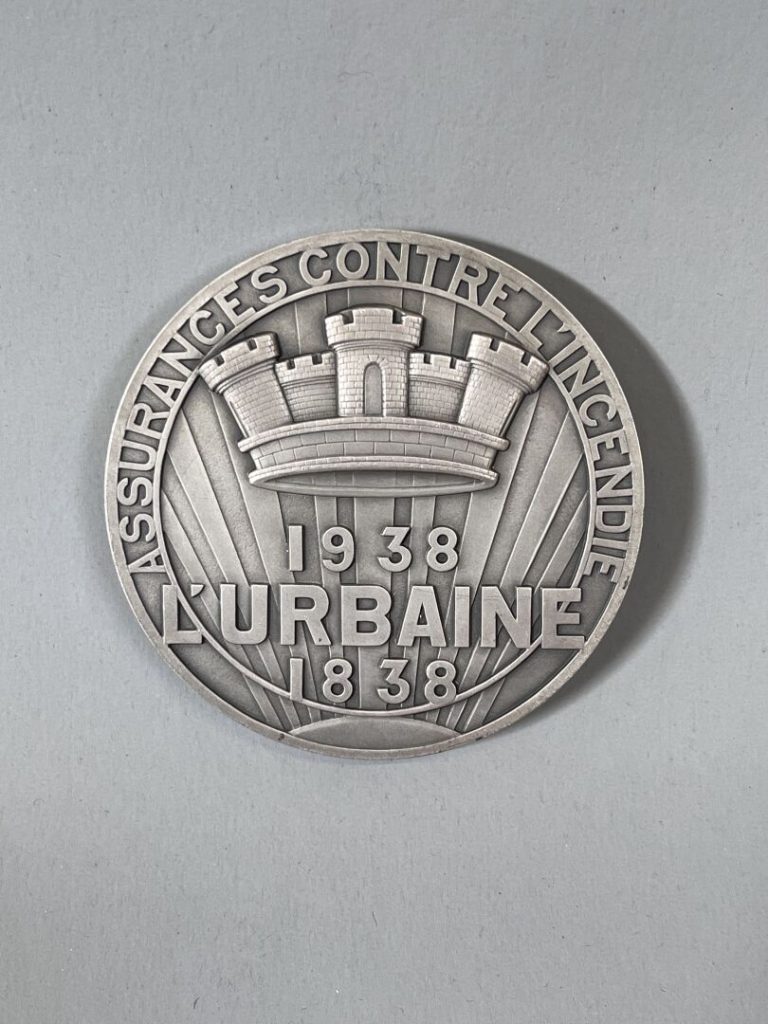 ASSURANCES CONTRE L'INCENDIE
1938
L'URBAINE
1838